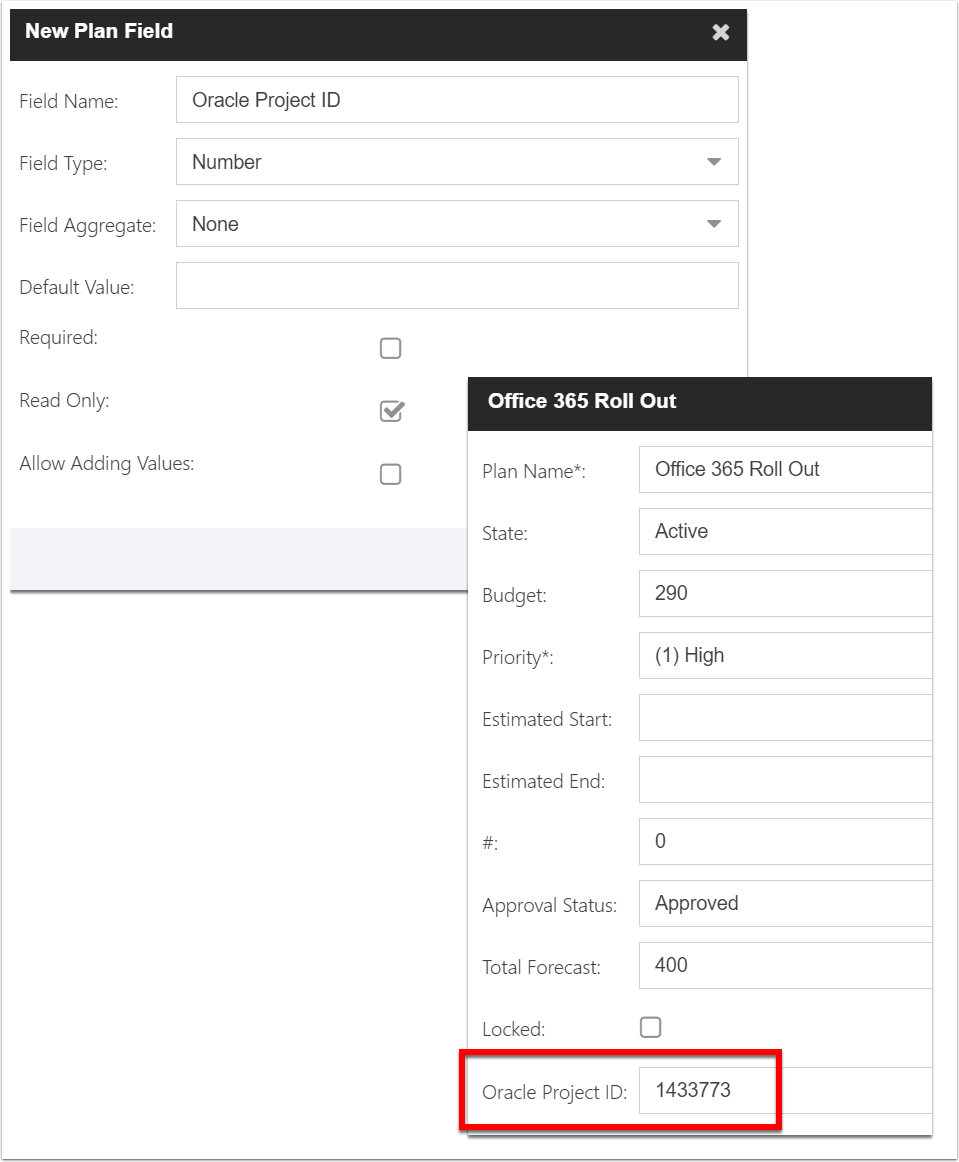 New Plan Field
Field Name: Oracle Project ID
Field Type: Number
Field Aggregate: None
Default Value:
Required:
Read Only:
Allow Adding Values:
Office 365 Roll Out
Plan Name*: Office 365 Roll Out
State: Active
Budget: 290
Priority*: (1) High
Estimated Start:
Estimated End:
#: 0
Approval Status: Approved
Total Forecast: 400
Locked:
Oracle Project ID: 1433773